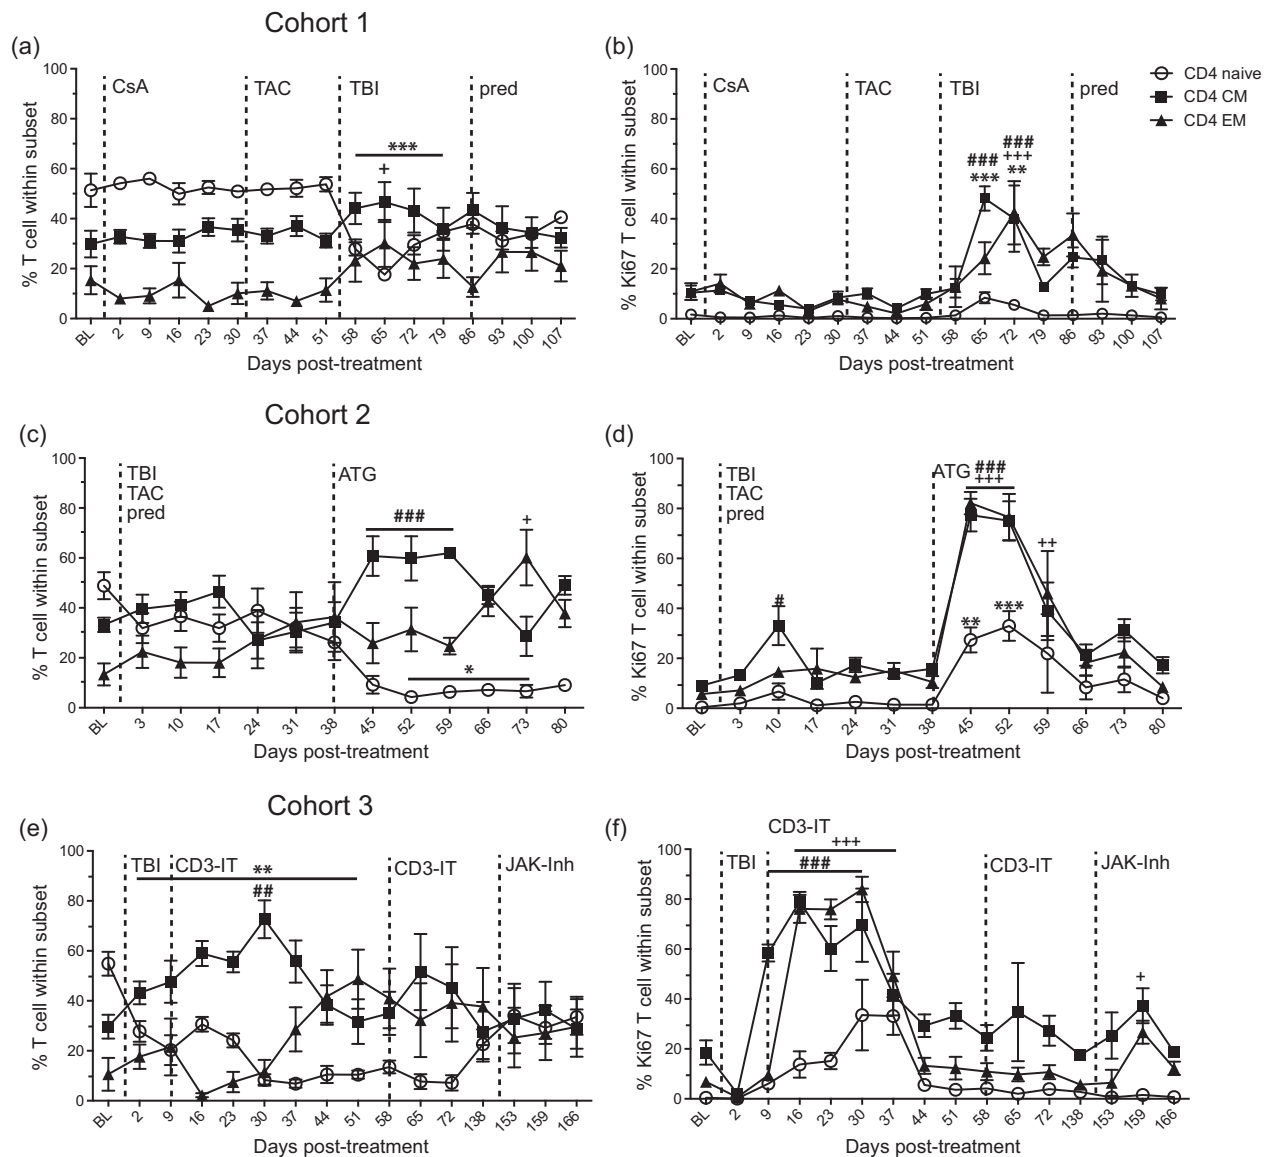 Cohort 1
(a)
CsA
TAC
TBI
pred
***
+
% T cell within subset
100
80
60
40
20
0
BL 2 9 16 23 30 37 44 51 58 65 72 79 86 93 100 107
Days post-treatment
(b)
CsA
TAC
TBI
pred
###
***
###
+++
**
% Ki67 T cell within subset
100
80
60
40
20
0
BL 2 9 16 23 30 37 44 51 58 65 72 79 86 93 100 107
Days post-treatment
CD4 naive
CD4 CM
CD4 EM
Cohort 2
(c)
TBI
TAC
pred
ATG
###
+
*
% T cell within subset
100
80
60
40
20
0
BL 3 10 17 24 31 38 45 52 59 66 73 80
Days post-treatment
(d)
TBI
TAC
pred
ATG
###
+++
++
#
**
***
% Ki67 T cell within subset
100
80
60
40
20
0
BL 3 10 17 24 31 38 45 52 59 66 73 80
Days post-treatment
Cohort 3
(e)
TBI
CD3-IT
**
##
CD3-IT
JAK-Inh
% T cell within subset
100
80
60
40
20
0
BL 2 9 16 23 30 37 44 51 58 65 72 138 153 159 166
Days post-treatment
(f)
CD3-IT
TBI
+++
###
CD3-IT
JAK-Inh
+
% Ki67 T cell within subset
100
80
60
40
20
0
BL 2 9 16 23 30 37 44 51 58 65 72 138 153 159 166
Days post-treatment